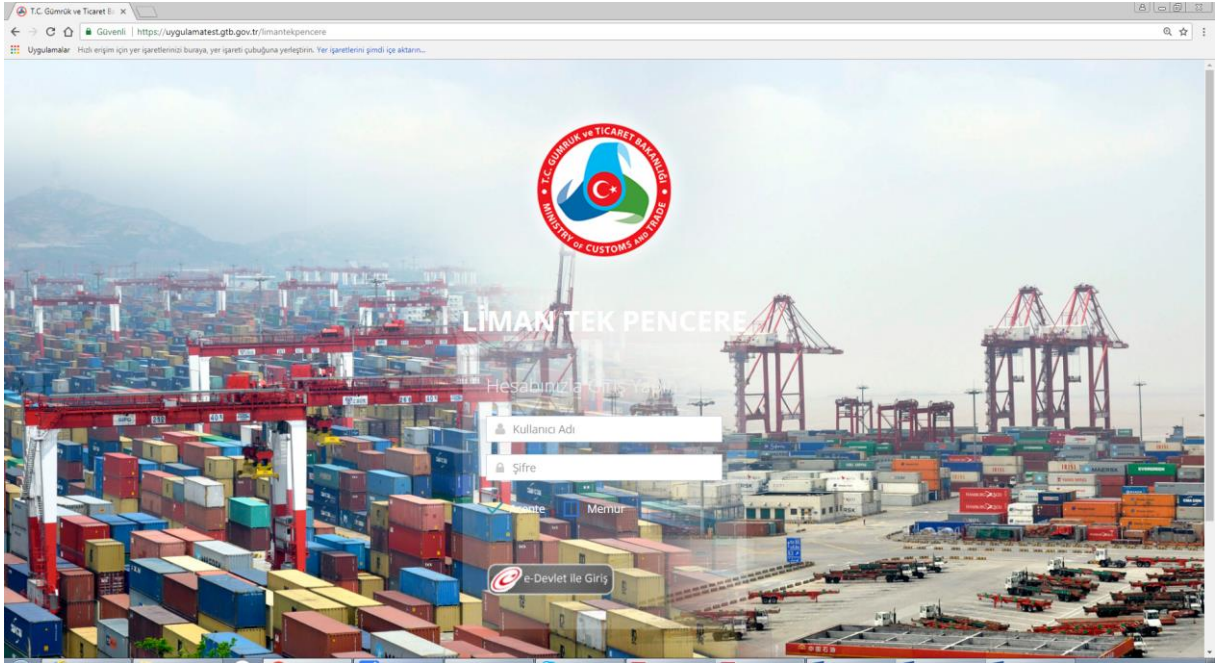 T.C. Gümrük ve Ticaret B
Güvenli | https://uygulamatest.gtb.gov.tr/limantekpencere
Uygulamalar Hızlı erişim için yer işaretlerinizi buraya, yer işareti çubuğuna yerleştirin. Yer işaretlerini şimdi içe aktarın...
T.C. GÜMRÜK ve TİCARET BAKANLIĞI
MINISTRY OF CUSTOMS AND TRADE
LİMAN TEK PENCERE
Hesabınızla Giriş Yapın
Kullanıcı Adı
Şifre
Acente Memur
e-Devlet ile Giriş